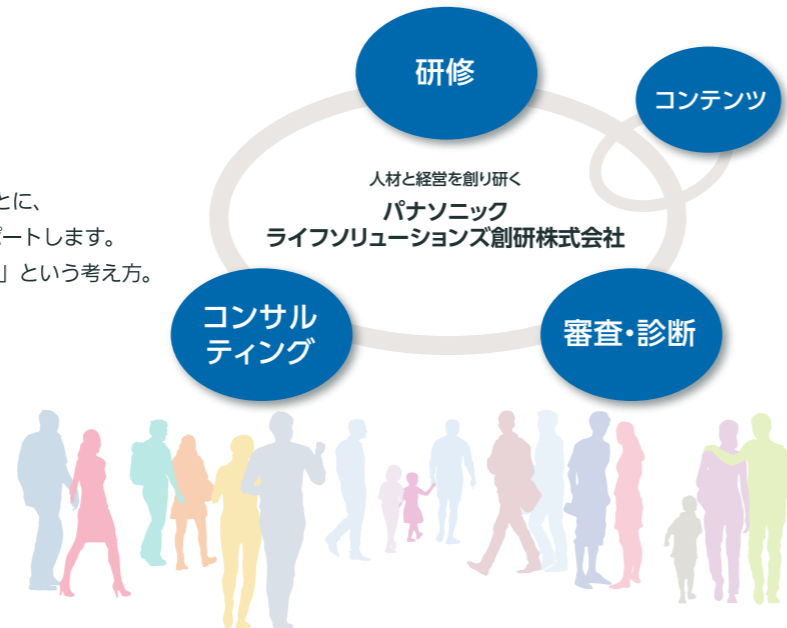 研修
コンテンツ
とに、
ポートします。
」という考え方。
人材と経営を創り研く
パナソニック
ライフソリューションズ創研株式会社
コンサル
ティング
審査・診断